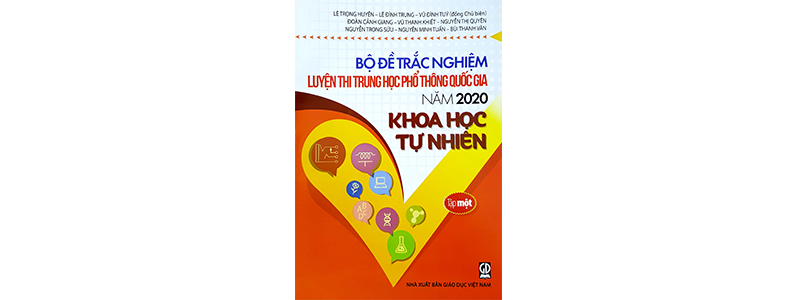 LÊ TRỌNG HUYỀN – LÊ ĐÌNH TRUNG – VŨ ĐÌNH TUÝ (đồng Chủ biên)
ĐOÀN CẢNH GIANG – VŨ THANH KHIẾT – NGUYỄN THỊ QUYÊN
NGUYỄN TRỌNG SỬU – NGUYỄN MINH TUẤN – BÙI THANH VÂN
BỘ ĐỀ TRẮC NGHIỆM
LUYỆN THI TRUNG HỌC PHỔ THÔNG QUỐC GIA
NĂM 2020
KHOA HỌC
TỰ NHIÊN
Tập một
GD
NHÀ XUẤT BẢN GIÁO DỤC VIỆT NAM